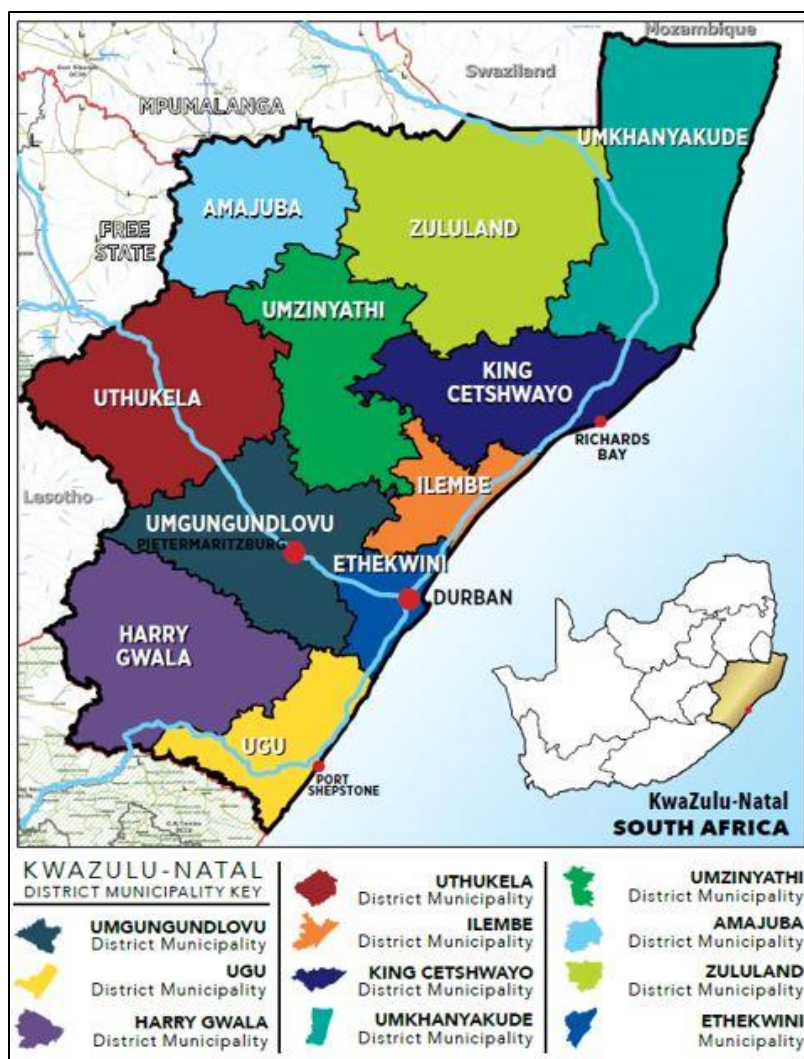 Mozambique
Swaziland
MPUMALANGA
UMKHANYAKUDE
AMAJUBA
ZULULAND
FREE
STATE
UMZINYATHI
KING
CETSHWAYO
UTHUKELA
RICHARDS
BAY
ILEMBE
Lesotho
UMGUNGUNDLOVU
PIETERMARITZBURG
ETHEKWINI
DURBAN
HARRY
GWALA
UGU
PORT
SHEPSTONE
KwaZulu-Natal
SOUTH AFRICA
KWAZULU-NATAL
DISTRICT MUNICIPALITY KEY
UMGUNGUNDLOVU
District Municipality
UGU
District Municipality
HARRY GWALA
District Municipality
UTHUKELA
District Municipality
ILEMBE
District Municipality
KING CETSHWAYO
District Municipality
UMKHANYAKUDE
District Municipality
UMZINYATHI
District Municipality
AMAJUBA
District Municipality
ZULULAND
District Municipality
ETHEKWINI
Municipality